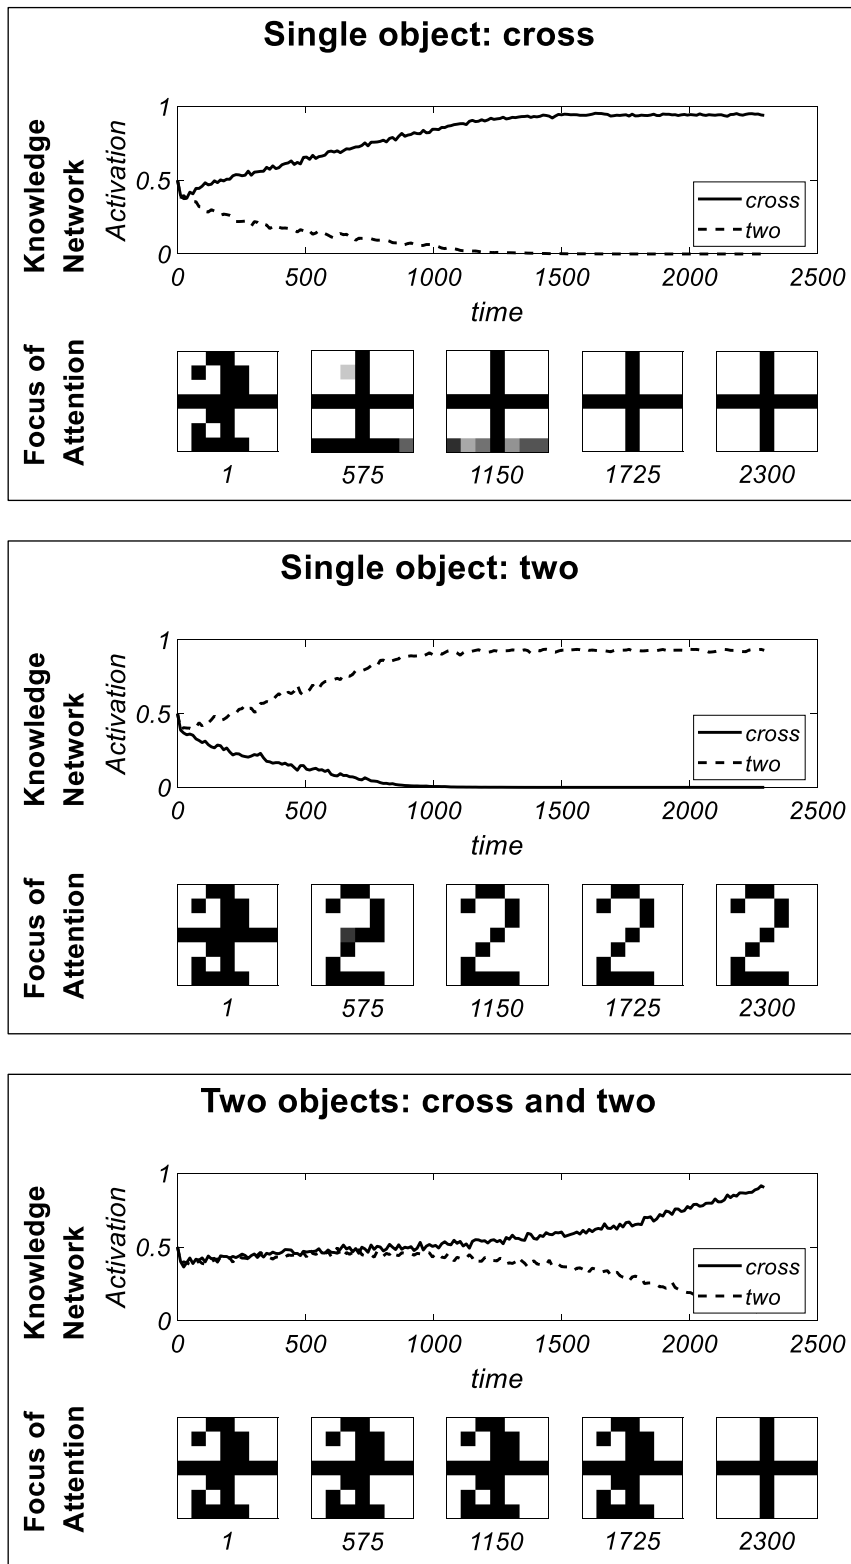 Single object: cross
Knowledge
Network
Activation
1
0.5
0
cross
two
0 500 1000 1500 2000 2500
time
Focus of
Attention
1 575 1150 1725 2300
Single object: two
Knowledge
Network
Activation
1
0.5
0
cross
two
0 500 1000 1500 2000 2500
time
Focus of
Attention
1 575 1150 1725 2300
Two objects: cross and two
Knowledge
Network
Activation
1
0.5
0
cross
two
0 500 1000 1500 2000 2500
time
Focus of
Attention
1 575 1150 1725 2300